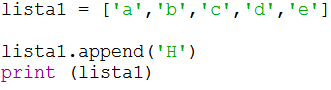 lista1 = ['a','b','c','d','e']
lista1.append('H')
print (lista1)